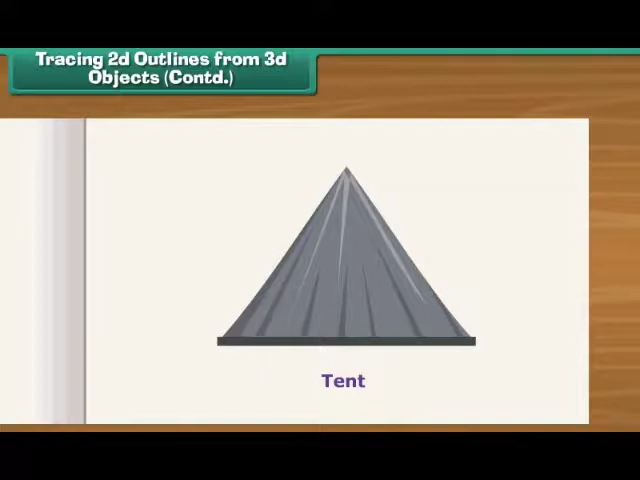 Tracing 2d Outlines from 3d
Objects (Contd.)
Tent